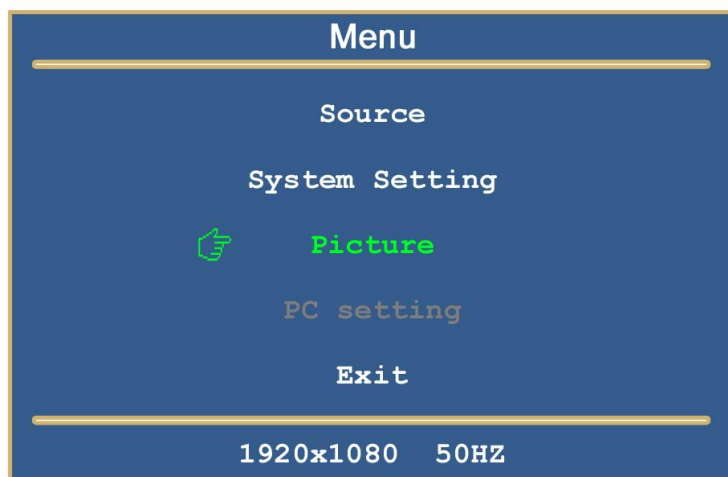 Menu
Source
System Setting
Picture
PC setting
Exit
1920x1080 50HZ